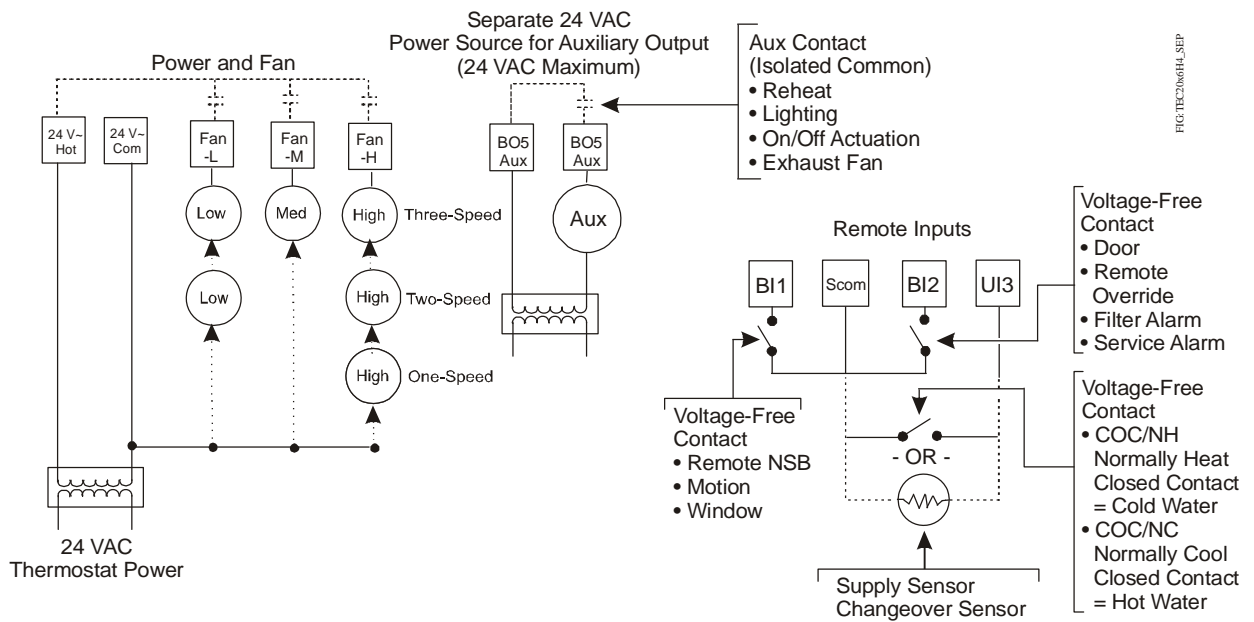 Separate 24 VAC
Power Source for Auxiliary Output
(24 VAC Maximum)
Power and Fan
24 V~
Hot
24 V~
Com
Fan
-L
Fan
-M
Fan
-H
Low
Med
High
Three-Speed
Low
High
Two-Speed
High
One-Speed
24 VAC
Thermostat Power
BO5
Aux
BO5
Aux
Aux
Aux Contact
(Isolated Common)
• Reheat
• Lighting
• On/Off Actuation
• Exhaust Fan
FIG:TEC20x6H4_SEP
Remote Inputs
BI1
Scom
BI2
UI3
Voltage-Free
Contact
• Door
• Remote
Override
• Filter Alarm
• Service Alarm
Voltage-Free
Contact
• Remote NSB
• Motion
• Window
- OR -
Supply Sensor
Changeover Sensor
Voltage-Free
Contact
• COC/NH
Normally Heat
Closed Contact
= Cold Water
• COC/NC
Normally Cool
Closed Contact
= Hot Water